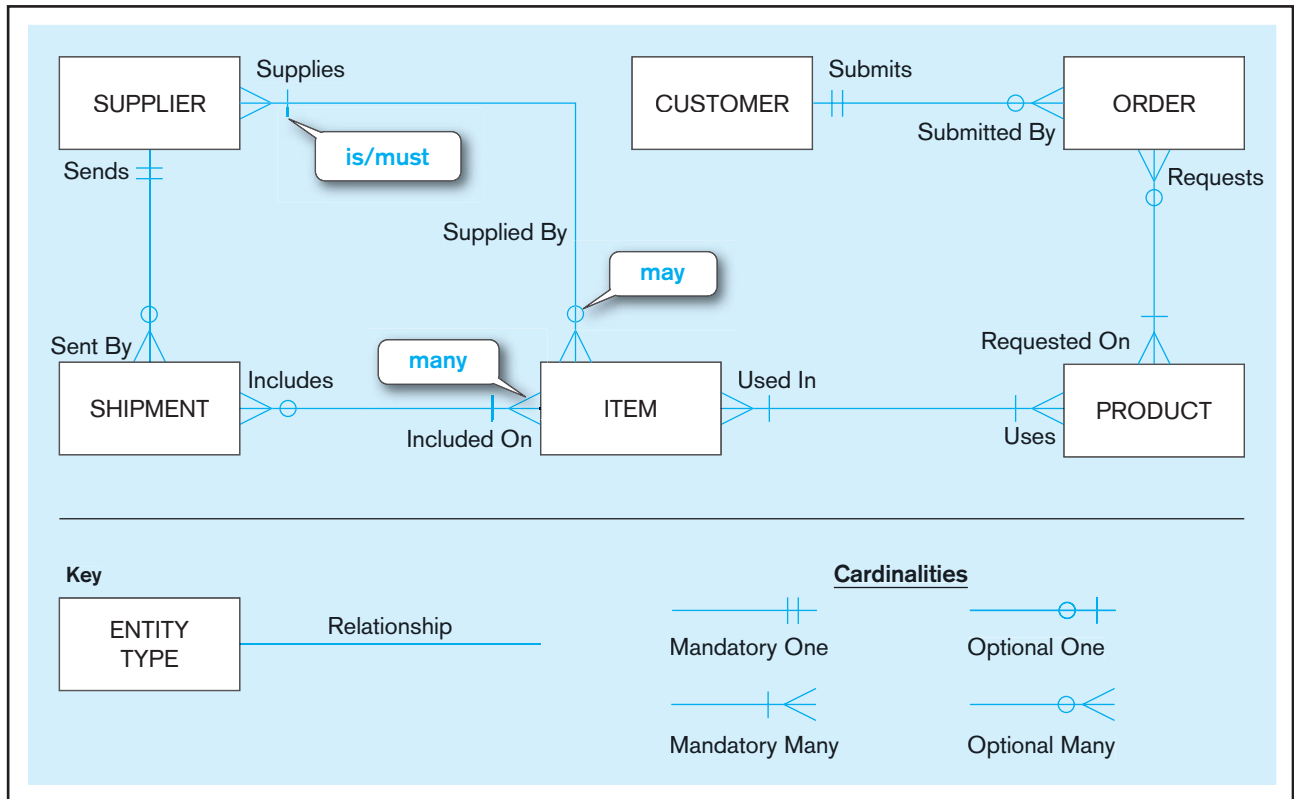 Supplies
Submits
SUPPLIER
CUSTOMER
ORDER
is/must
Submitted By
Sends
Requests
Supplied By
may
Sent By
many
Requested On
Includes
Used In
SHIPMENT
ITEM
PRODUCT
Included On
Uses
Key
Cardinalities
ENTITY
TYPE
Relationship
Mandatory One
Optional One
Mandatory Many
Optional Many